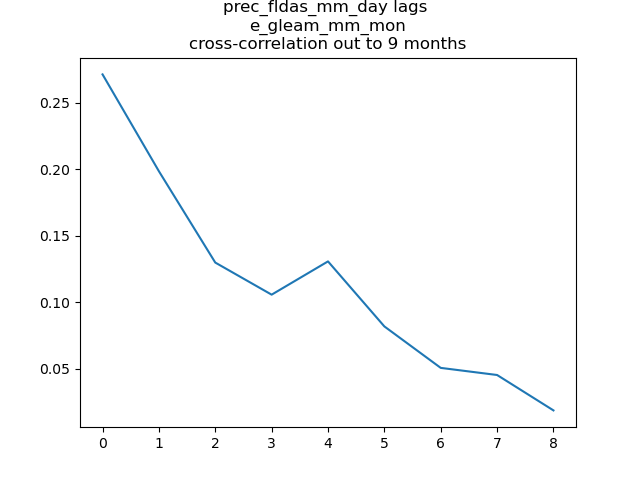 prec_fldas_mm_day lags
e_gleam_mm_mon
cross-correlation out to 9 months
0.25
0.20
0.15
0.10
0.05
0 1 2 3 4 5 6 7 8